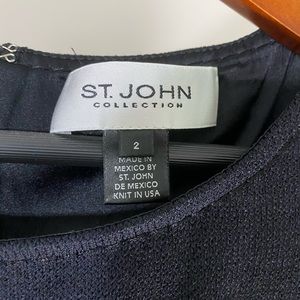 ST. JOHN
COLLECTION
2
MADE IN
MEXICO BY
ST. JOHN
DE MEXICO
KNIT IN USA